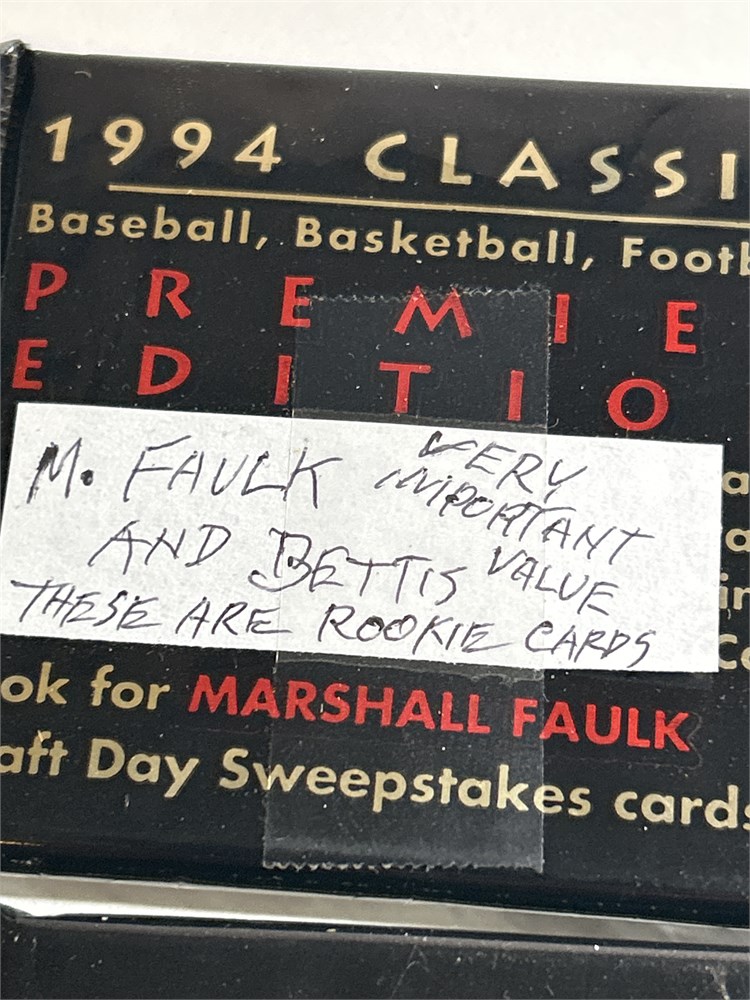 1994 CLASSI
Baseball, Basketball, Footb
PREMIE
EDITIO
M. FAULK VERY
IMPORTANT
AND BETTIS VALUE
THESE ARE ROOKIE CARDS
ok for MARSHALL FAULK
aft Day Sweepstakes cards